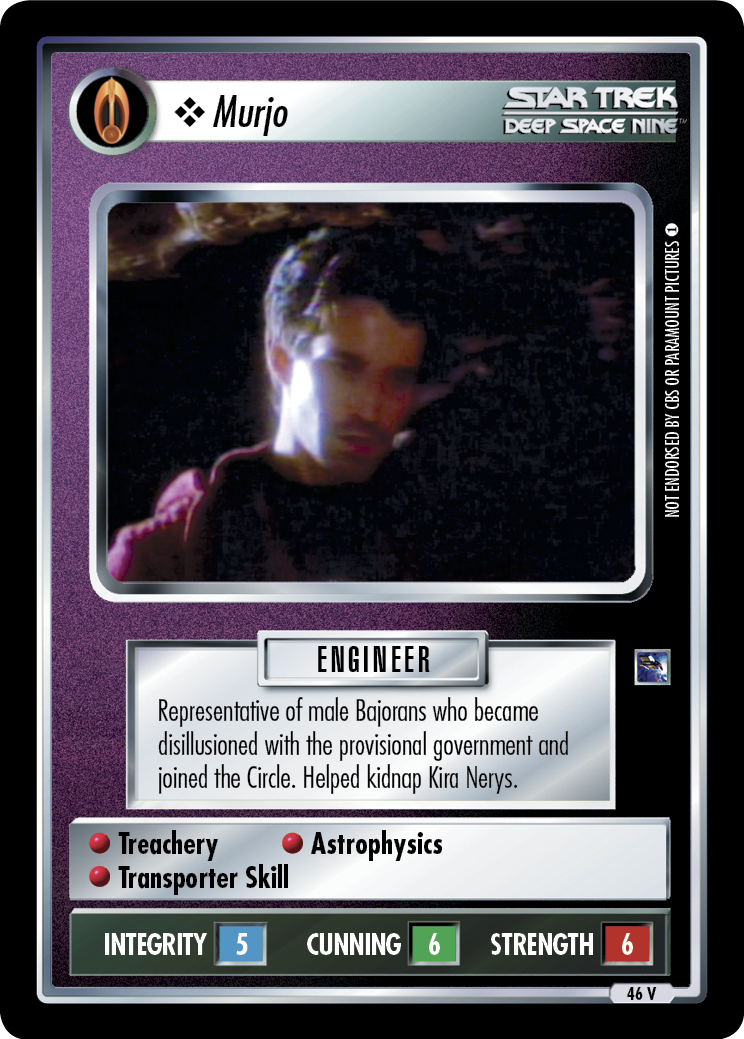 ❖ Murjo
STAR TREK
DEEP SPACE NINE™
NOT ENDORSED BY CBS OR PARAMOUNT PICTURES 1
ENGINEER
Representative of male Bajorans who became
disillusioned with the provisional government and
joined the Circle. Helped kidnap Kira Nerys.
Treachery Astrophysics
Transporter Skill
INTEGRITY 5 CUNNING 6 STRENGTH 6
46 V